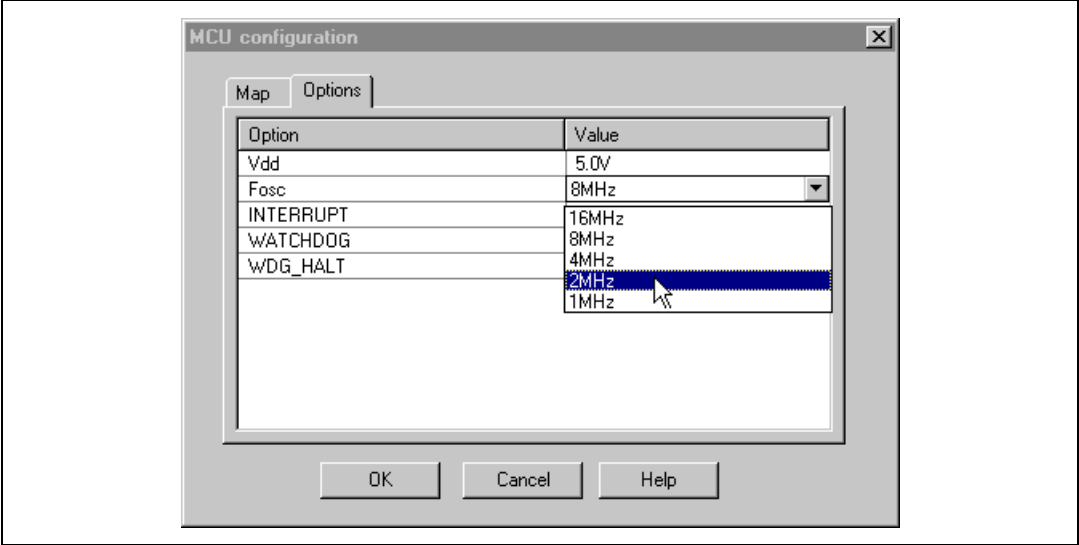 MCU configuration
Map Options
Option Value
Vdd 5.0V
Fosc 8MHz
INTERRUPT 16MHz
WATCHDOG 8MHz
4MHz
WDG_HALT 2MHz
1MHz
OK Cancel Help